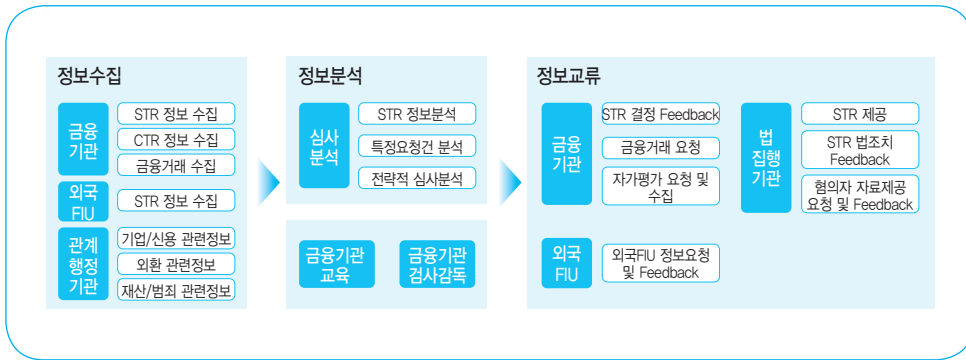 정보수집
금융
기관
STR 정보 수집
CTR 정보 수집
금융거래 수집
외국
FIU
STR 정보 수집
관계
행정
기관
기업/신용 관련정보
외환 관련정보
재산/범죄 관련정보
정보분석
심사
분석
STR 정보분석
특정요청건 분석
전략적 심사분석
금융기관
교육
금융기관
검사감독
정보교류
금융
기관
STR 결정 Feedback
금융거래 요청
자가평가 요청 및
수집
외국
FIU
외국FIU 정보요청
및 Feedback
법
집행
기관
STR 제공
STR 법조치
Feedback
혐의자 자료제공
요청 및 Feedback